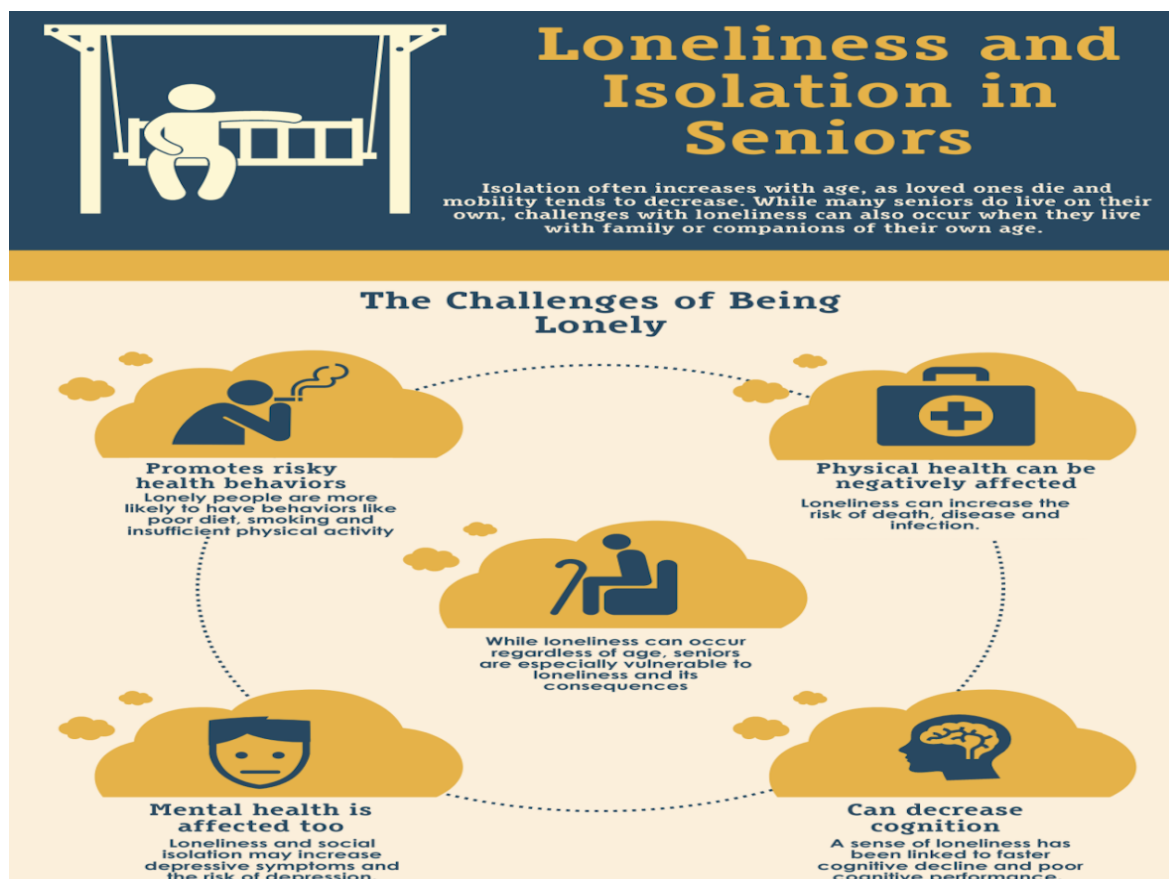 Loneliness and
Isolation in
Seniors
Isolation often increases with age, as loved ones die and
mobility tends to decrease. While many seniors do live on their
own, challenges with loneliness can also occur when they live
with family or companions of their own age.
The Challenges of Being
Lonely
Promotes risky
health behaviors
Lonely people are more
likely to have behaviors like
poor diet, smoking and
insufficient physical activity
Physical health can be
negatively affected
Loneliness can increase the
risk of death, disease and
infection.
While loneliness can occur
regardless of age, seniors
are especially vulnerable to
loneliness and its
consequences
Mental health is
affected too
Loneliness and social
isolation may increase
depressive symptoms and
the risk of depression.
Can decrease
cognition
A sense of loneliness has
been linked to faster
cognitive decline and poor
cognitive performance